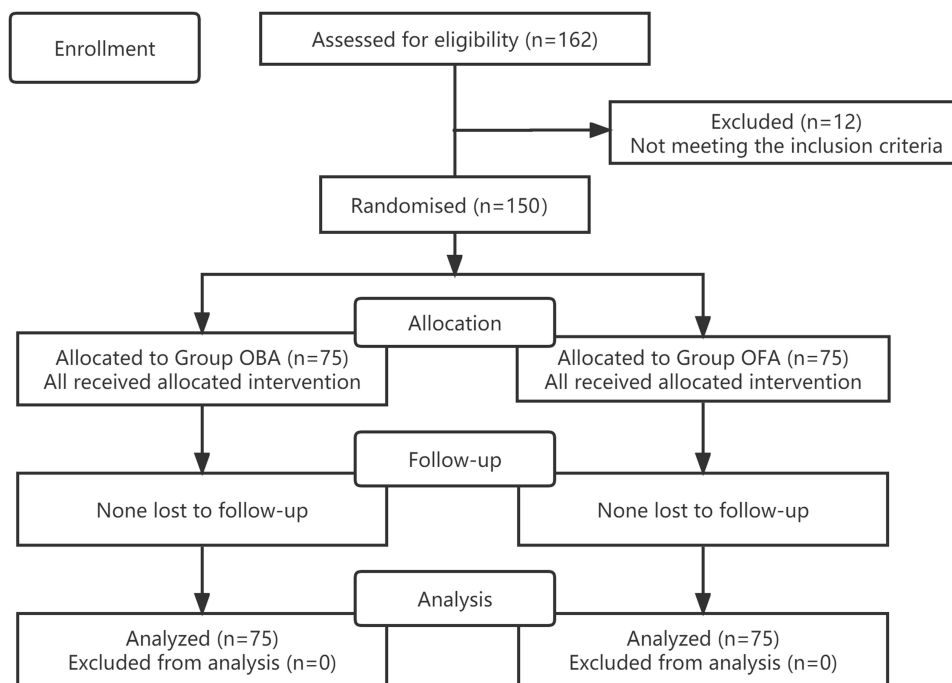 Enrollment
Assessed for eligibility (n=162)
Excluded (n=12)
Not meeting the inclusion criteria
Randomised (n=150)
Allocation
Allocated to Group OBA (n=75)
All received allocated intervention
Allocated to Group OFA (n=75)
All received allocated intervention
Follow-up
None lost to follow-up
None lost to follow-up
Analysis
Analyzed (n=75)
Excluded from analysis (n=0)
Analyzed (n=75)
Excluded from analysis (n=0)